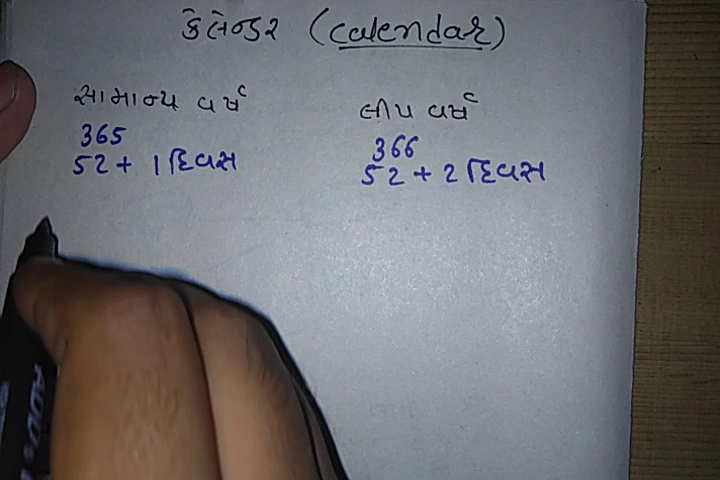 કેલેન્ડર (calendar)
સામાન્ય વર્ષ
365
52 + 1 દિવસ
લીપ વર્ષ
366
52 + 2 દિવસ